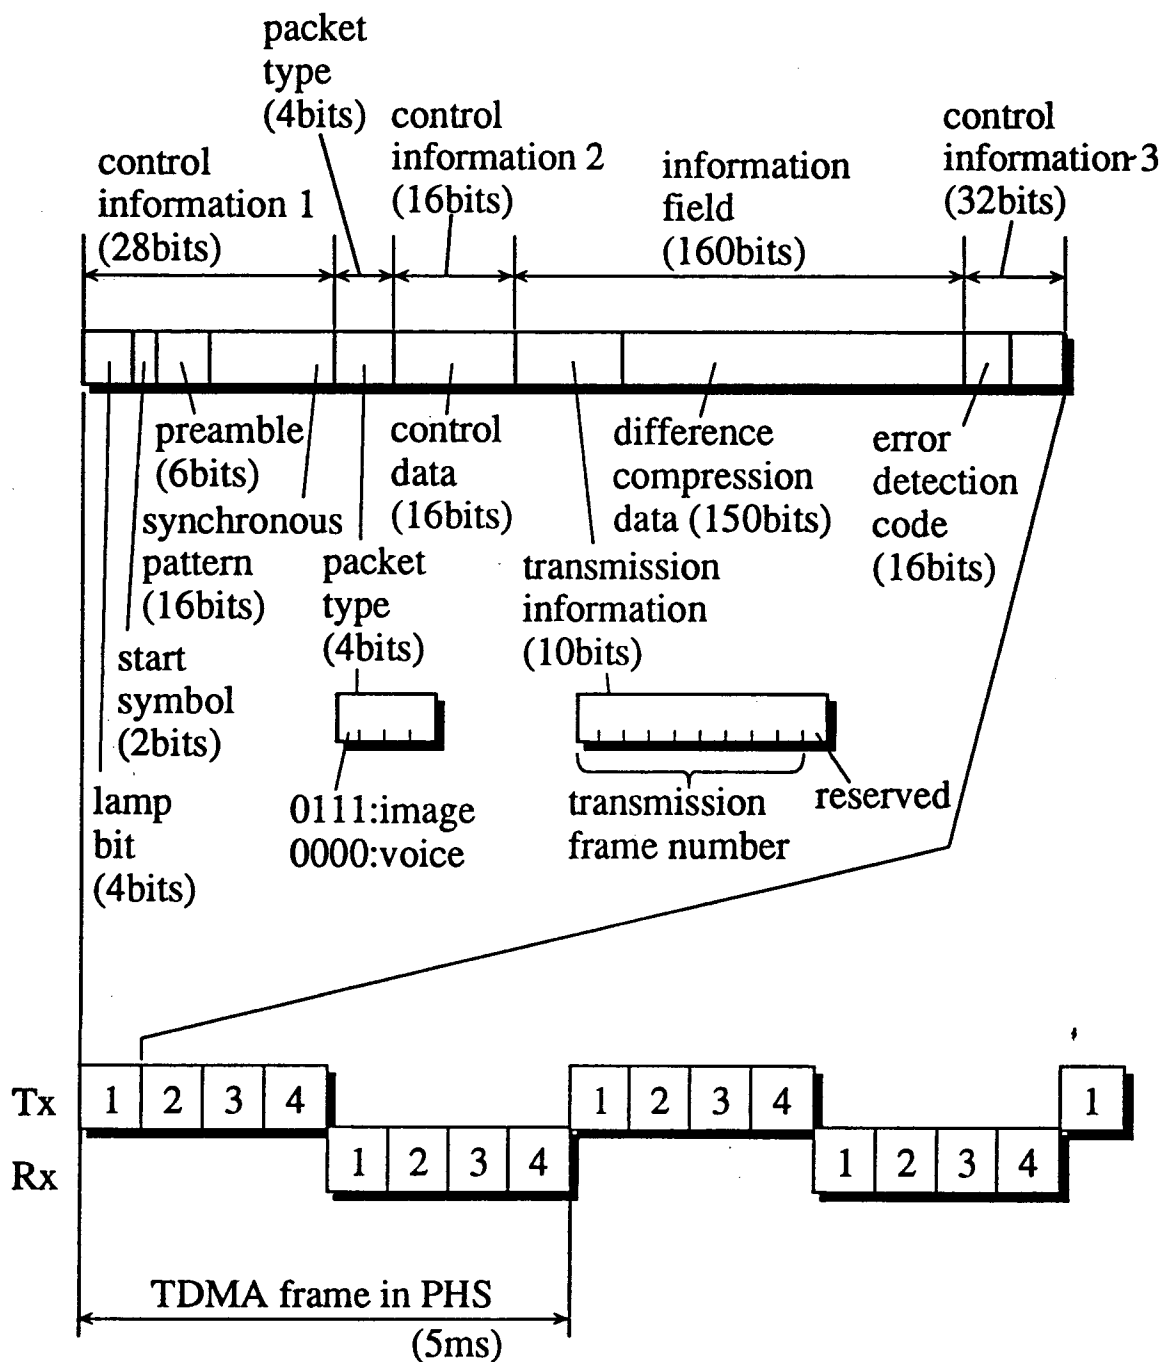 packet
type
(4bits)
control
information 2
(16bits)
control
information 3
(32bits)
control
information 1
(28bits)
information
field
(160bits)
preamble
(6bits)
synchronous
pattern
(16bits)
start
symbol
(2bits)
lamp
bit
(4bits)
control
data
(16bits)
packet
type
(4bits)
0111:image
0000:voice
difference
compression
data (150bits)
transmission
information
(10bits)
transmission
frame number
reserved
error
detection
code
(16bits)
Tx
1 2 3 4
1 2 3 4
1
Rx
1 2 3 4
1 2 3 4
TDMA frame in PHS
(5ms)